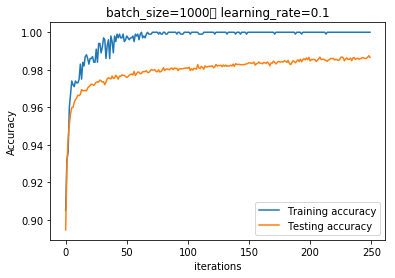 batch_size=1000▯ learning_rate=0.1
Accuracy
1.00
0.98
0.96
0.94
0.92
0.90
0
50
100
150
200
250
iterations
Training accuracy
Testing accuracy